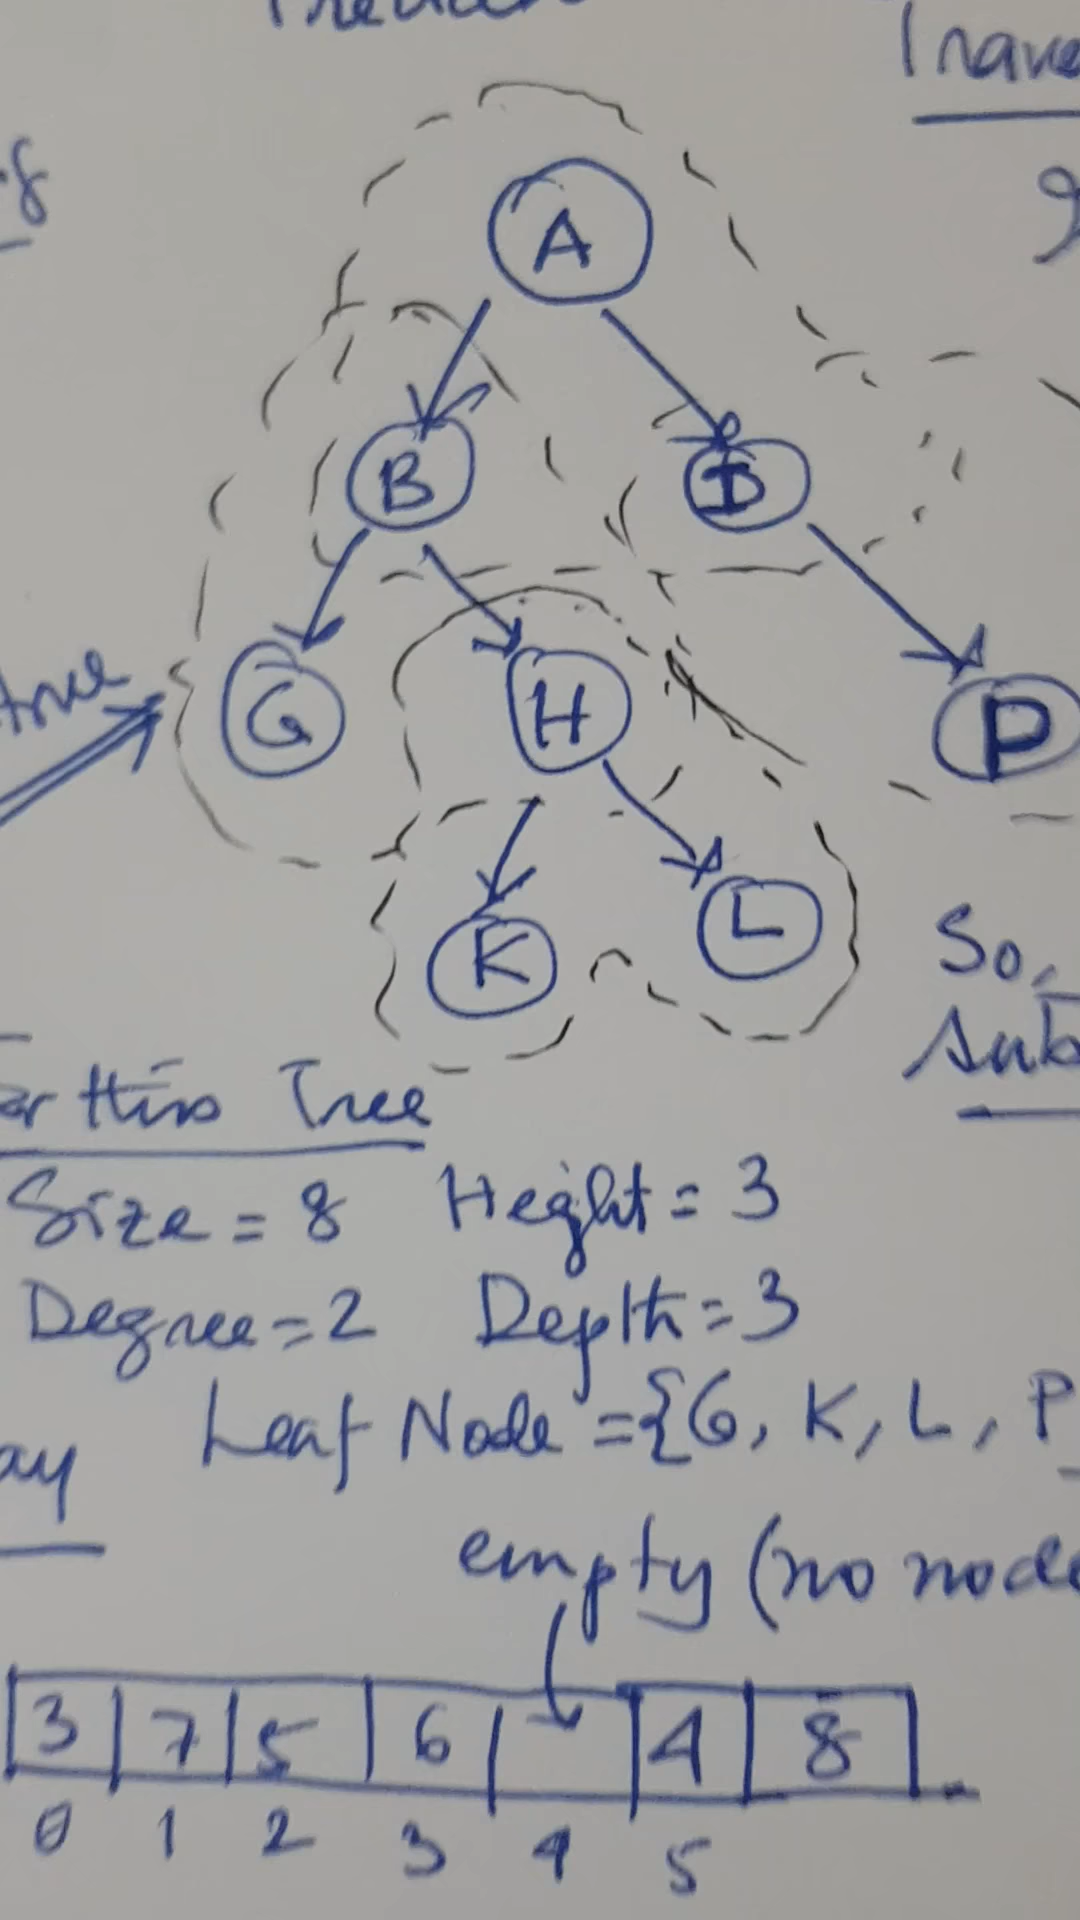 A
B
D
G
H
P
K
L
So,
this Tree
Size = 8 Height = 3
Degree = 2 Depth = 3
Leaf Node = {G, K, L, P
empty (no node
3 7 5 6 4 8
0 1 2 3 4 5